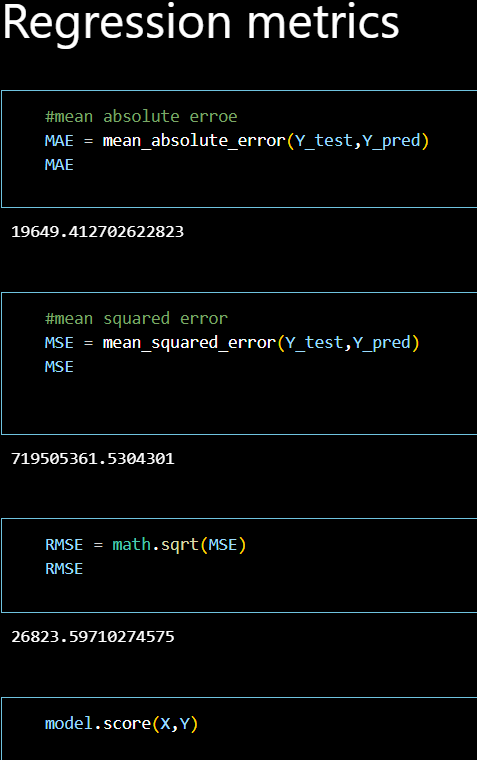 Regression metrics
#mean absolute erroe
MAE = mean_absolute_error(Y_test,Y_pred)
MAE
19649.412702622823
#mean squared error
MSE = mean_squared_error(Y_test,Y_pred)
MSE
719505361.5304301
RMSE = math.sqrt(MSE)
RMSE
26823.59710274575
model.score(X,Y)